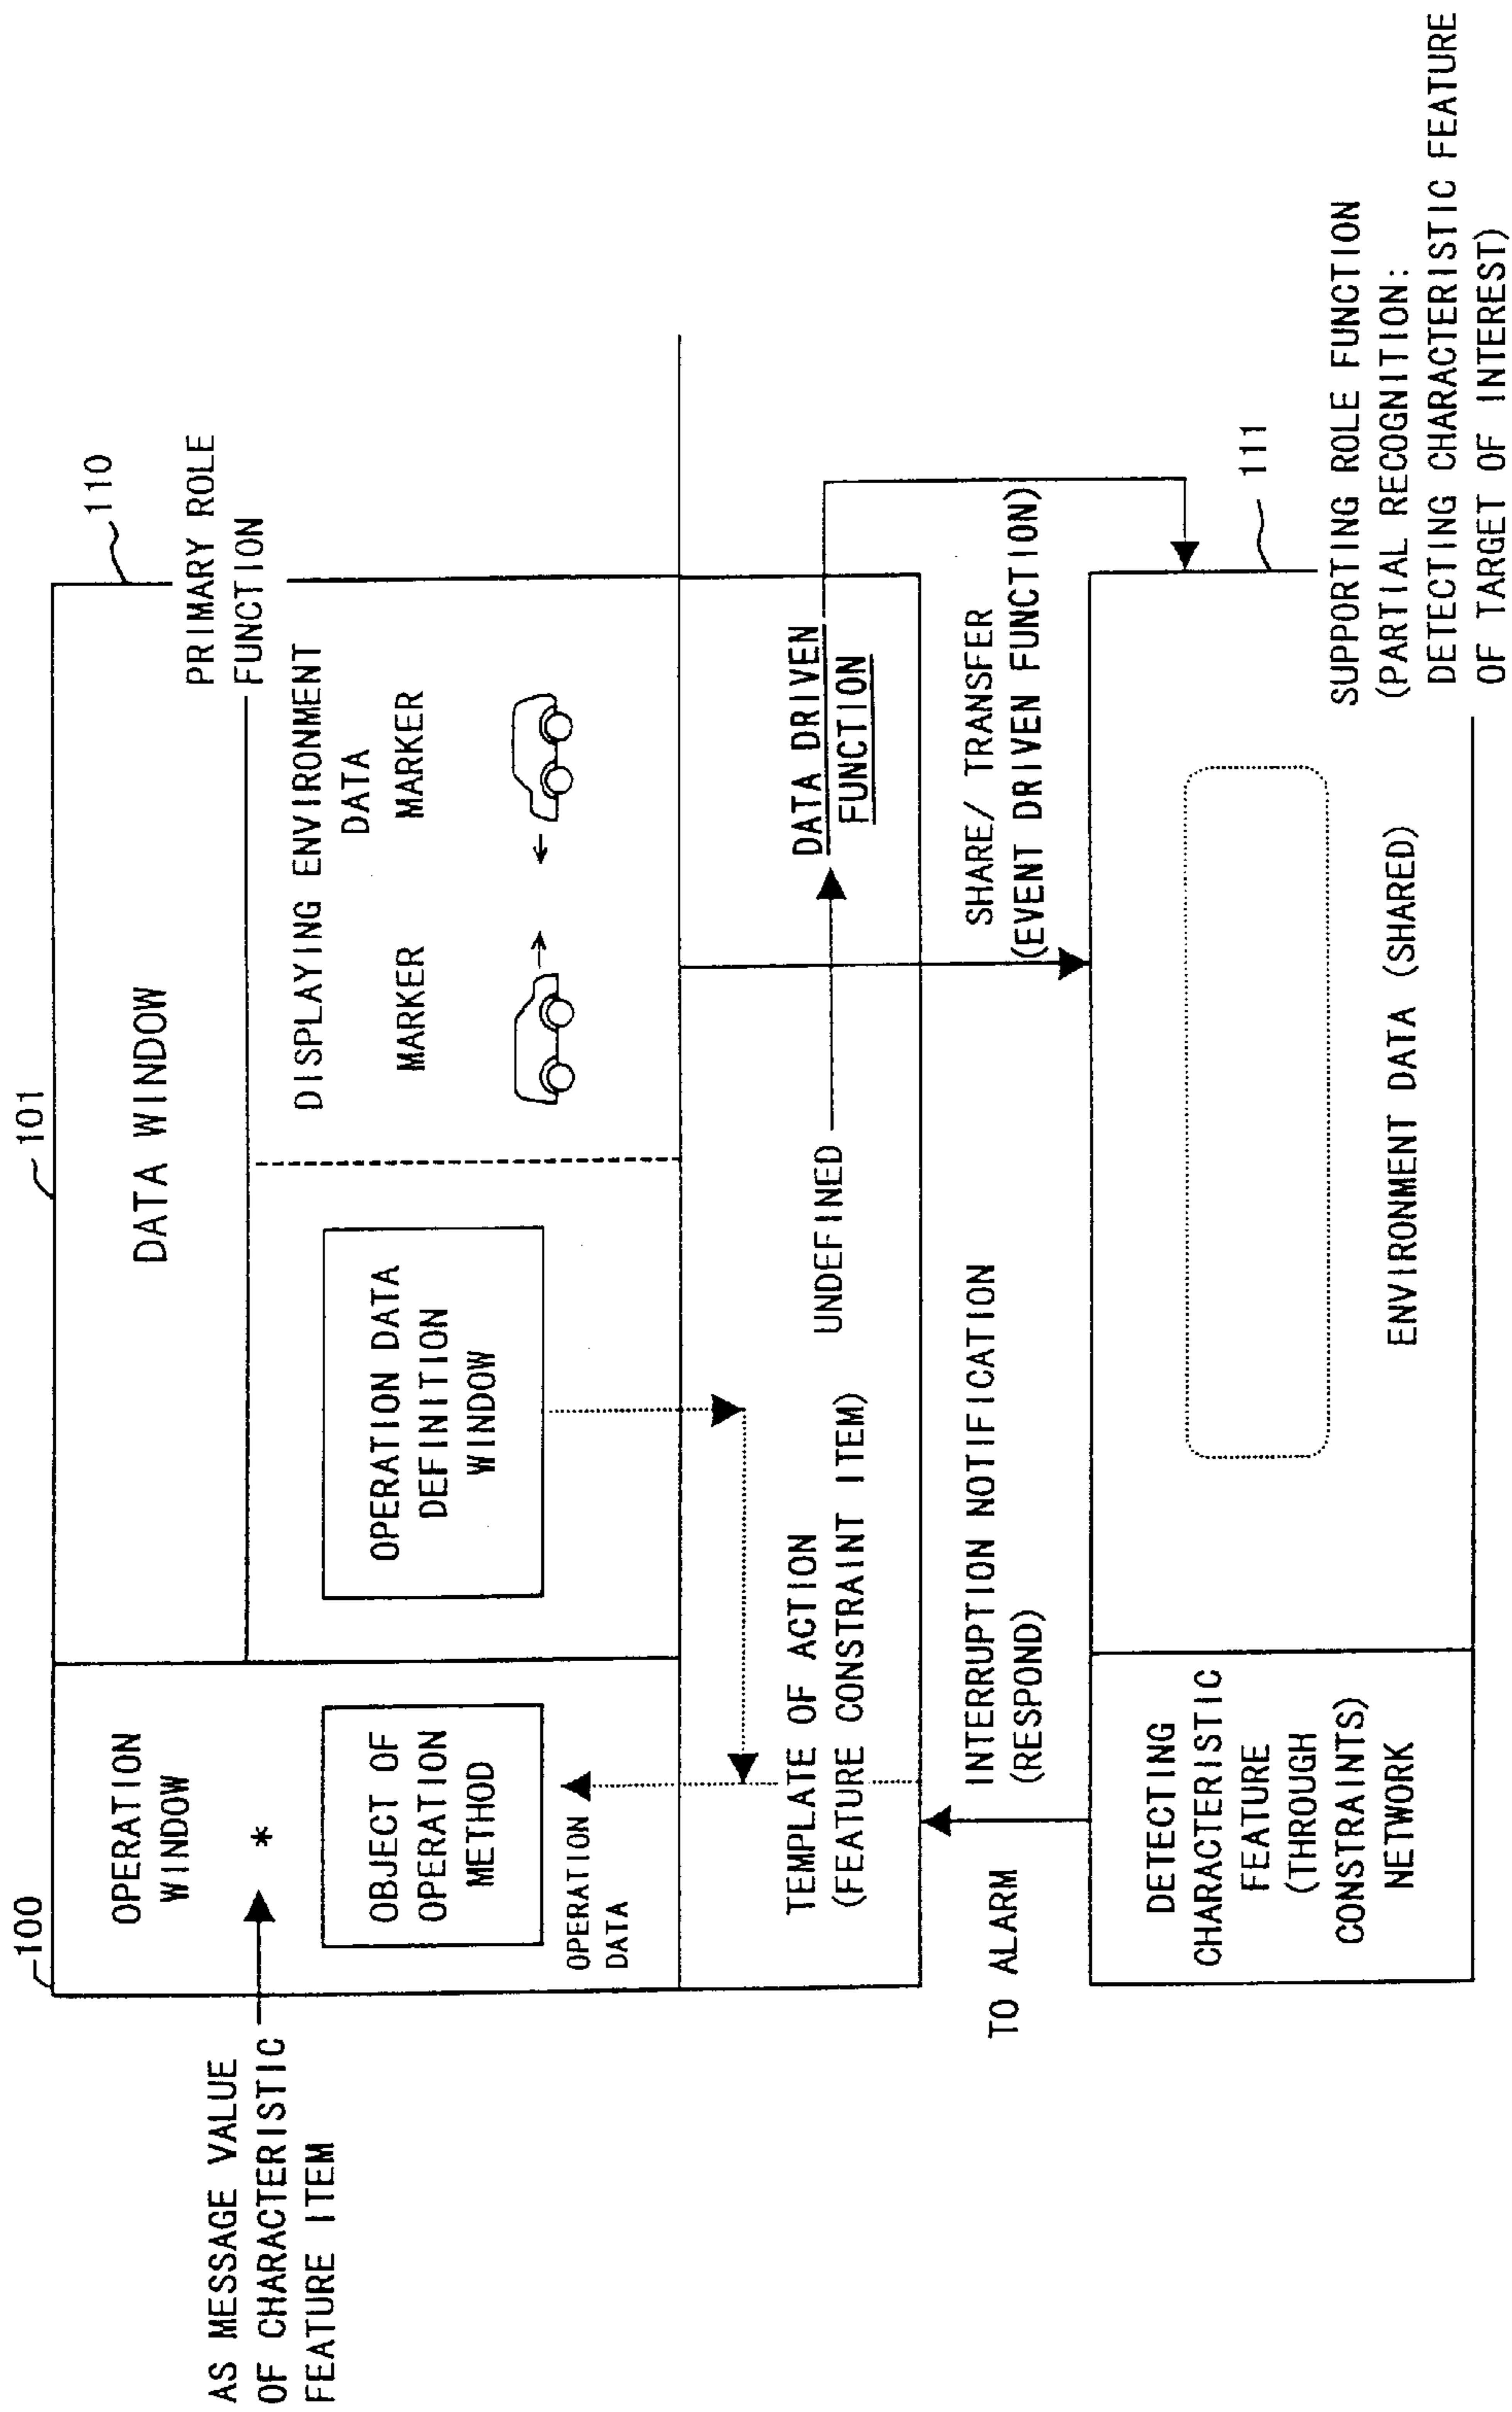 100
101
110
DATA WINDOW
PRIMARY ROLE
FUNCTION
OPERATION
WINDOW
*
AS MESSAGE VALUE
OF CHARACTERISTIC
FEATURE ITEM
OBJECT OF
OPERATION
METHOD
OPERATION DATA
DEFINITION
WINDOW
DISPLAYING ENVIRONMENT
DATA
MARKER
MARKER
OPERATION
DATA
TEMPLATE OF ACTION
(FEATURE CONSTRAINT ITEM)
UNDEFINED
DATA DRIVEN
FUNCTION
TO ALARM
INTERRUPTION NOTIFICATION
(RESPOND)
SHARE/ TRANSFER
(EVENT DRIVEN FUNCTION)
111
DETECTING
CHARACTERISTIC
FEATURE
(THROUGH
CONSTRAINTS)
NETWORK
ENVIRONMENT DATA (SHARED)
SUPPORTING ROLE FUNCTION
(PARTIAL RECOGNITION:
DETECTING CHARACTERISTIC FEATURE
OF TARGET OF INTEREST)